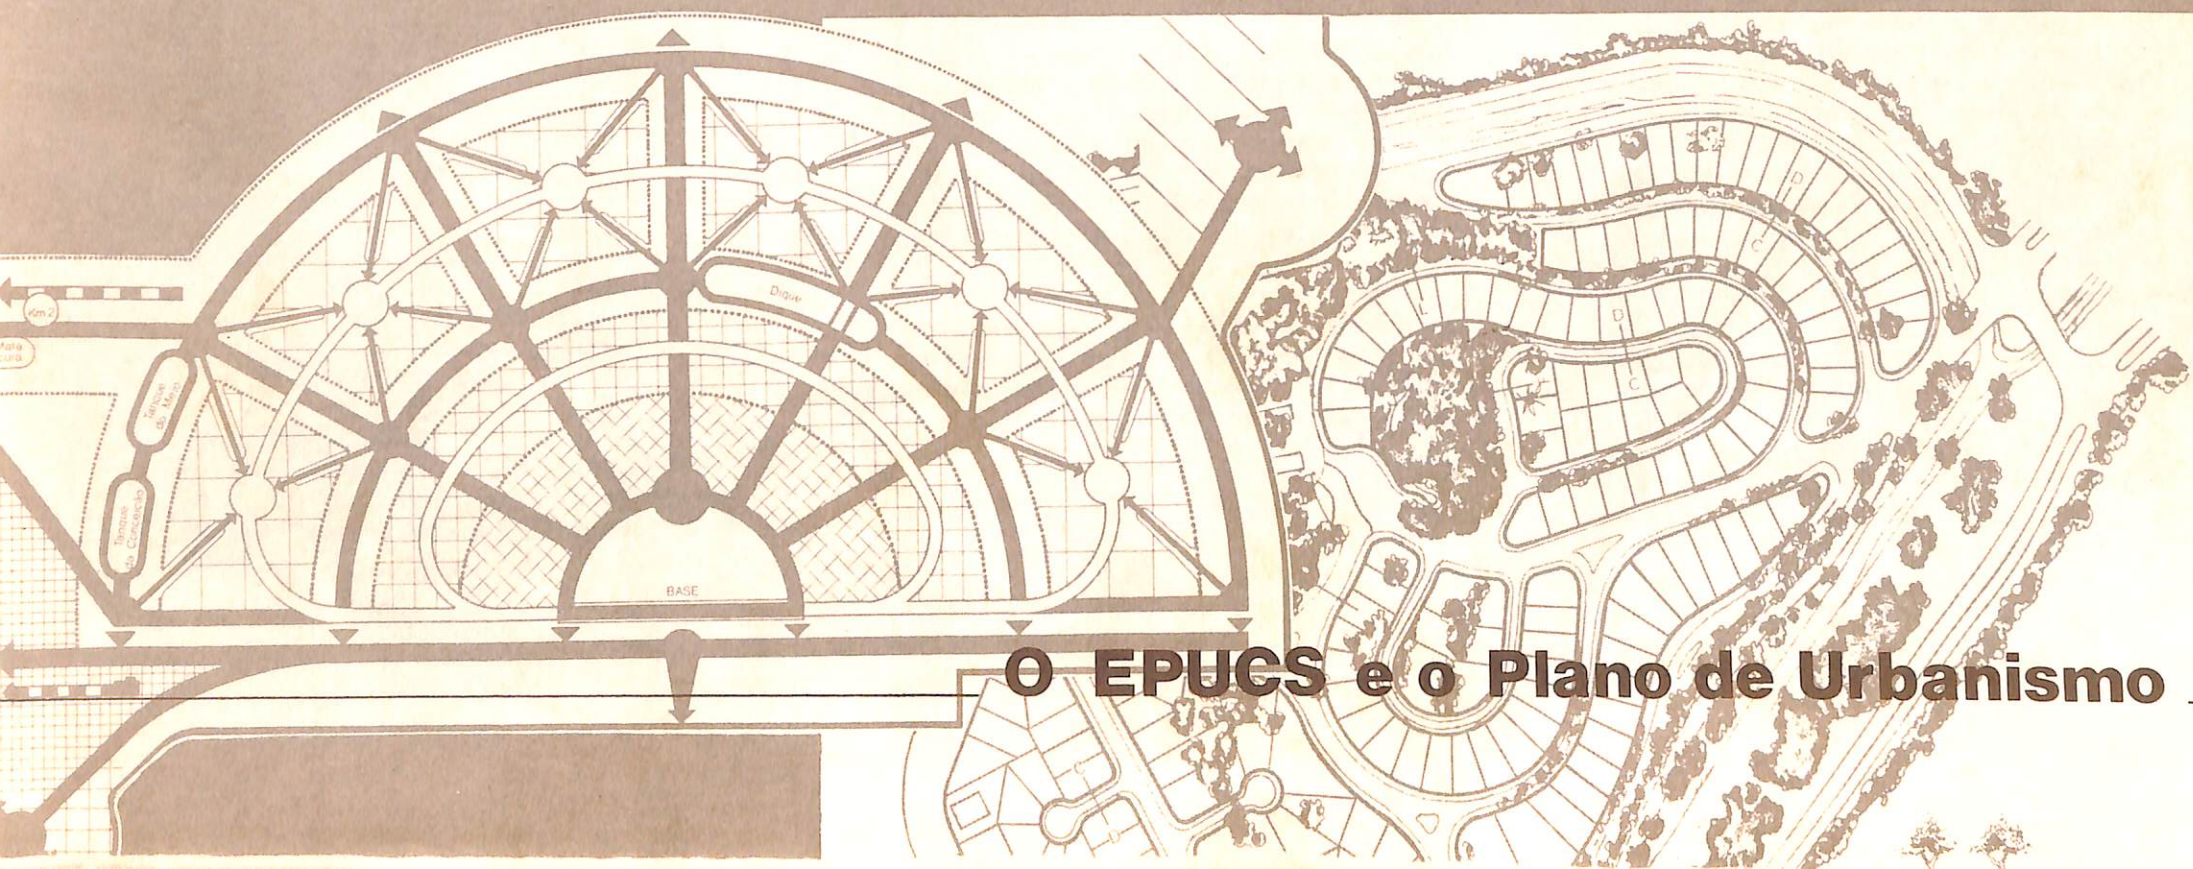 Dique
Km 2
Tanque
do Meio
Tanque
da Conceição
BASE
D
C
L
D
C
O EPUCS e o Plano de Urbanismo